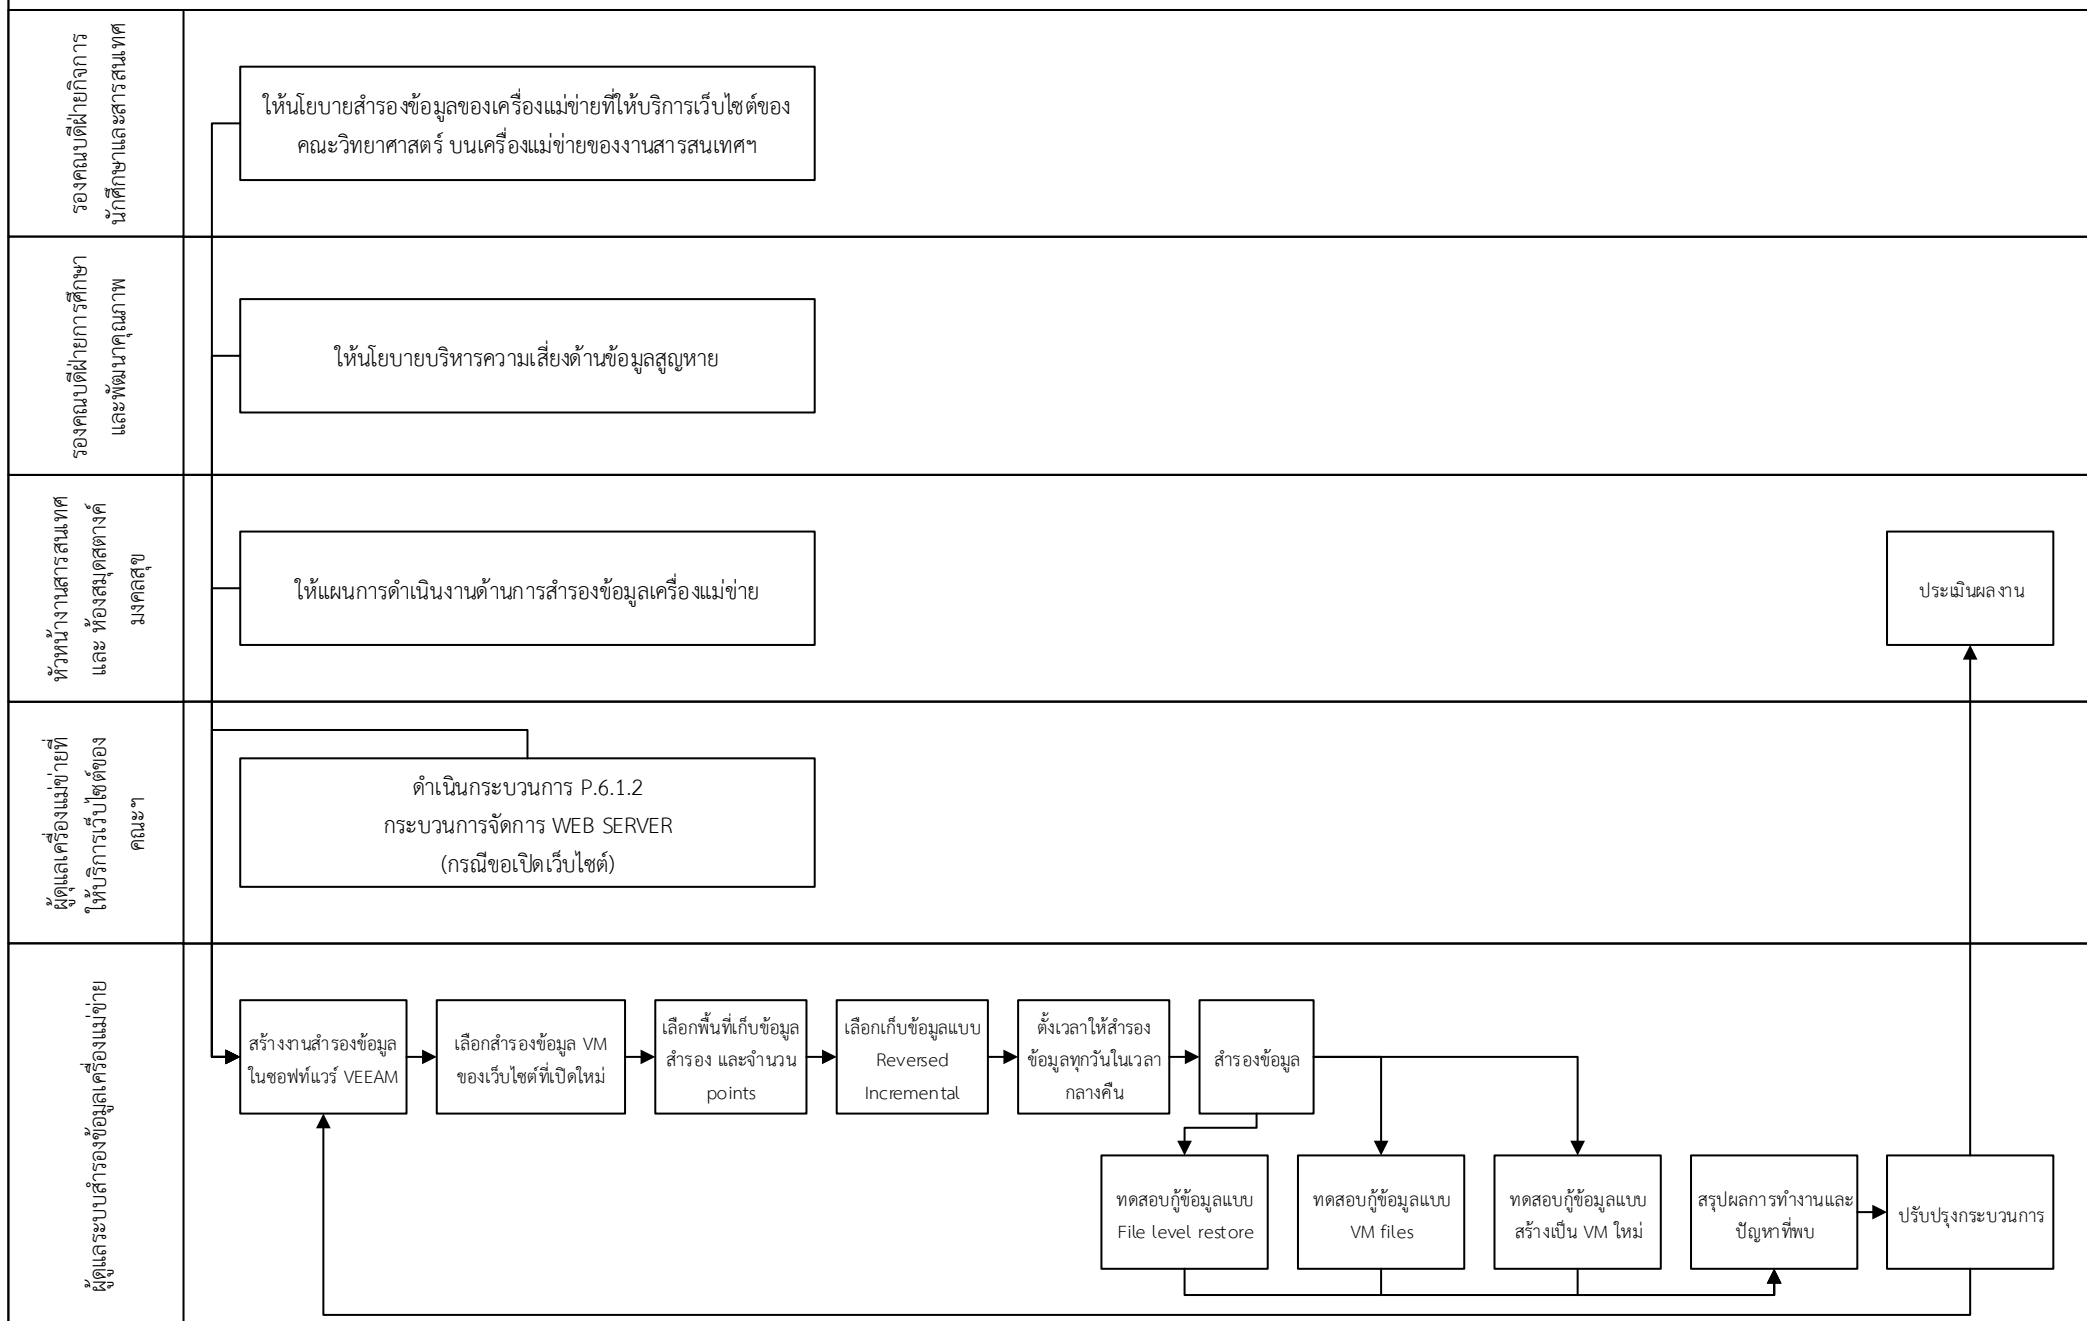 รองคณบดีฝ่ายกิจการ
นักศึกษาและสารสนเทศ
ให้นโยบายสำรองข้อมูลของเครื่องแม่ข่ายที่ให้บริการเว็บไซต์ของ
คณะวิทยาศาสตร์ บนเครื่องแม่ข่ายของงานสารสนเทศฯ
รองคณบดีฝ่ายการศึกษา
และพัฒนาคุณภาพ
ให้นโยบายบริหารความเสี่ยงด้านข้อมูลสูญหาย
หัวหน้างานสารสนเทศ
และ ห้องสมุดสตางค์
มงคลสุข
ให้แผนการดำเนินงานด้านการสำรองข้อมูลเครื่องแม่ข่าย
ประเมินผลงาน
ผู้ดูแลเครื่องแม่ข่ายที่
ให้บริการเว็บไซต์ของ
คณะฯ
ดำเนินกระบวนการ P.6.1.2
กระบวนการจัดการ WEB SERVER
(กรณีขอเปิดเว็บไซต์)
ผู้ดูแลระบบสำรองข้อมูลเครื่องแม่ข่าย
สร้างงานสำรองข้อมูล
ในซอฟท์แวร์ VEEAM
เลือกสำรองข้อมูล VM
ของเว็บไซต์ที่เปิดใหม่
เลือกพื้นที่เก็บข้อมูล
สำรอง และจำนวน
points
เลือกเก็บข้อมูลแบบ
Reversed
Incremental
ตั้งเวลาให้สำรอง
ข้อมูลทุกวันในเวลา
กลางคืน
สำรองข้อมูล
ทดสอบกู้ข้อมูลแบบ
File level restore
ทดสอบกู้ข้อมูลแบบ
VM files
ทดสอบกู้ข้อมูลแบบ
สร้างเป็น VM ใหม่
สรุปผลการทำงานและ
ปัญหาที่พบ
ปรับปรุงกระบวนการ